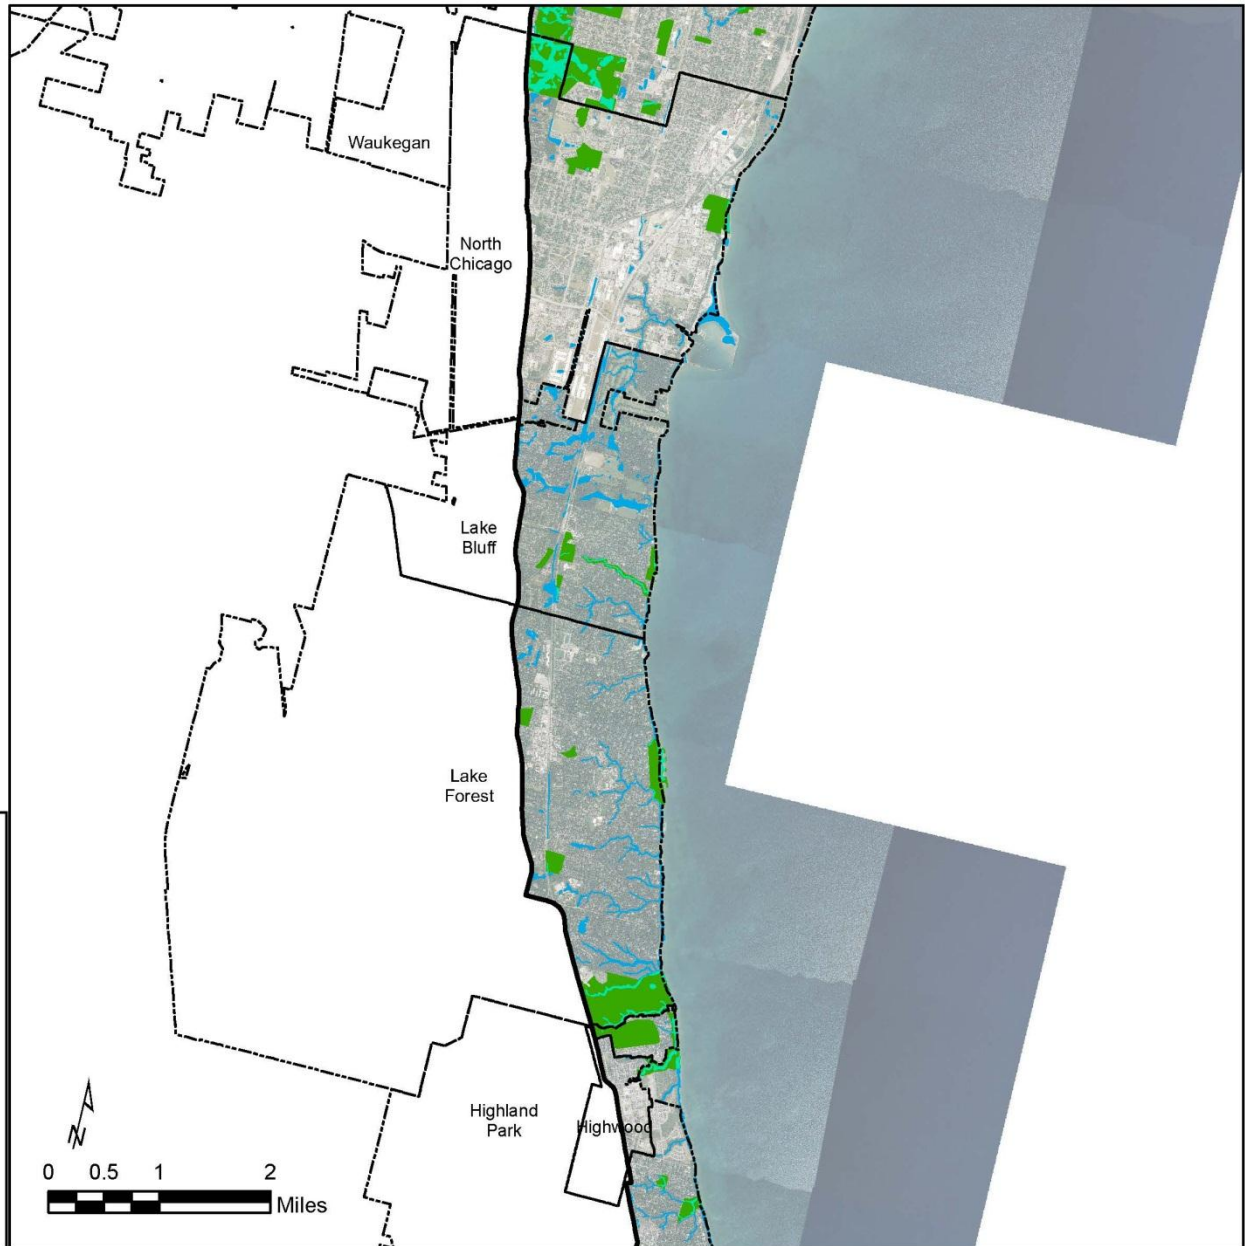 Waukegan
North
Chicago
Lake
Bluff
Lake
Forest
Highland
Park
Highwood
N
0 0.5 1 2
Miles